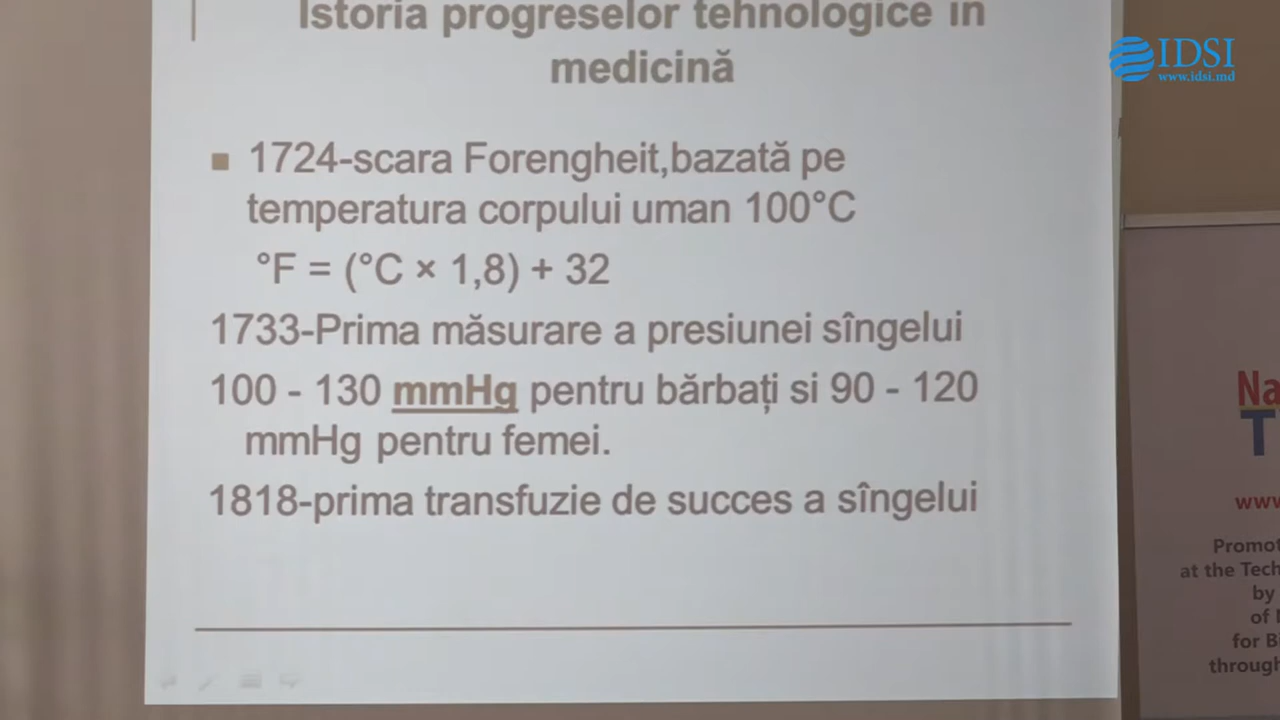 Istoria progreselor tehnologice în
medicină
1724-scara Forengheit,bazată pe
temperatura corpului uman 100°C
°F = (°C × 1,8) + 32
1733-Prima măsurare a presiunei sîngelui
100 - 130 mmHg pentru bărbați si 90 - 120
mmHg pentru femei.
1818-prima transfuzie de succes a sîngelui
IDSI
www.idsi.md
Na
T
www
Promot
at the Tech
by
of
for B
through